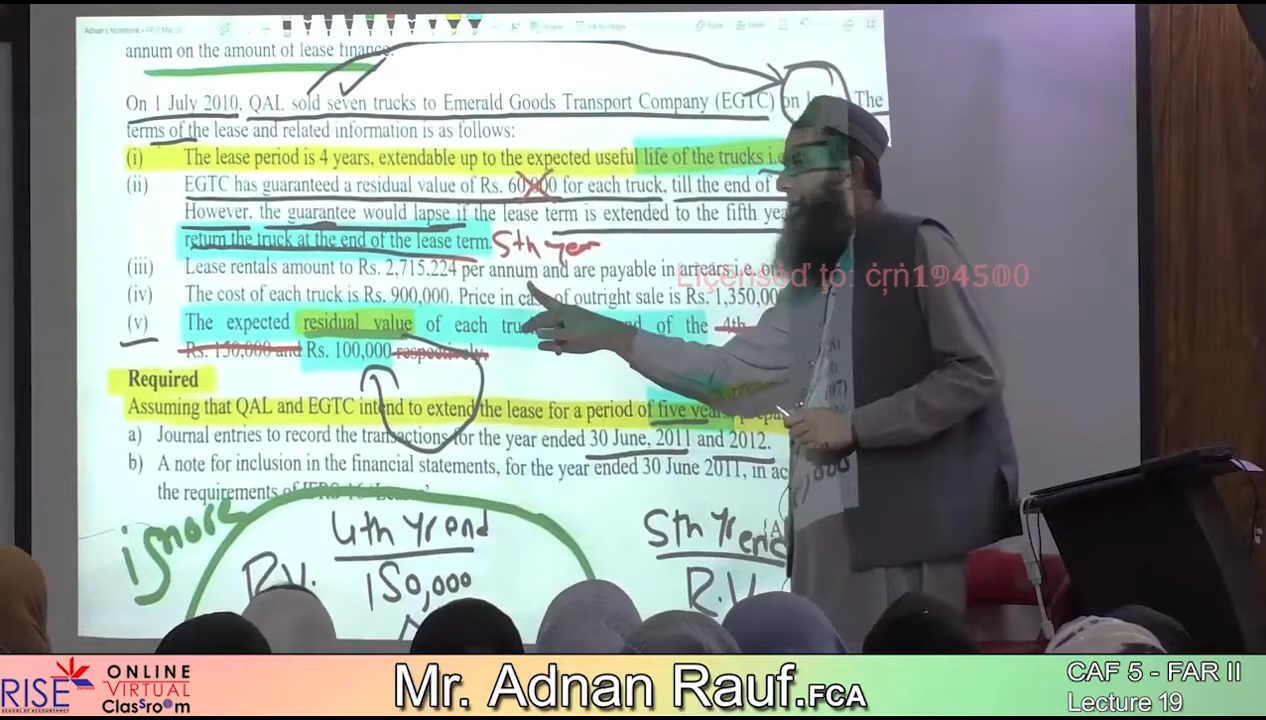 annum on the amount of lease finance.
On 1 July 2010, QAL sold seven trucks to Emerald Goods Transport Company (EGTC) on The
terms of the lease and related information is as follows:
(i) The lease period is 4 years, extendable up to the expected useful life of the trucks i.e
(ii) EGTC has guaranteed a residual value of Rs. 60,000 for each truck, till the end of
However, the guarantee would lapse if the lease term is extended to the fifth
return the truck at the end of the lease term. 5th yer
(iii) Lease rentals amount to Rs. 2,715,224 per annum and are payable in arrears i.e.
Licensed to: crn194500
(iv) The cost of each truck is Rs. 900,000. Price in case of outright sale is Rs. 1,350,000
(v) The expected residual value of each of the 4th
Rs. 150,000 and Rs. 100,000 respectively.
Required
Assuming that QAL and EGTC intend to extend the lease for a period of five years
a) Journal entries to record the transactions for the year ended 30 June, 2011 and 2012.
b) A note for inclusion in the financial statements, for the year ended 30 June 2011, in
the requirements of IFRS 16 'Leases'
(07)
ignore
4th Yr end
5th Yr end
R.V. 150,000
R.V
RISE
SCHOOL OF ACCOUNTANCY
ONLINE
VIRTUAL
Classroom
Mr. Adnan Rauf.FCA
CAF 5 - FAR II
Lecture 19